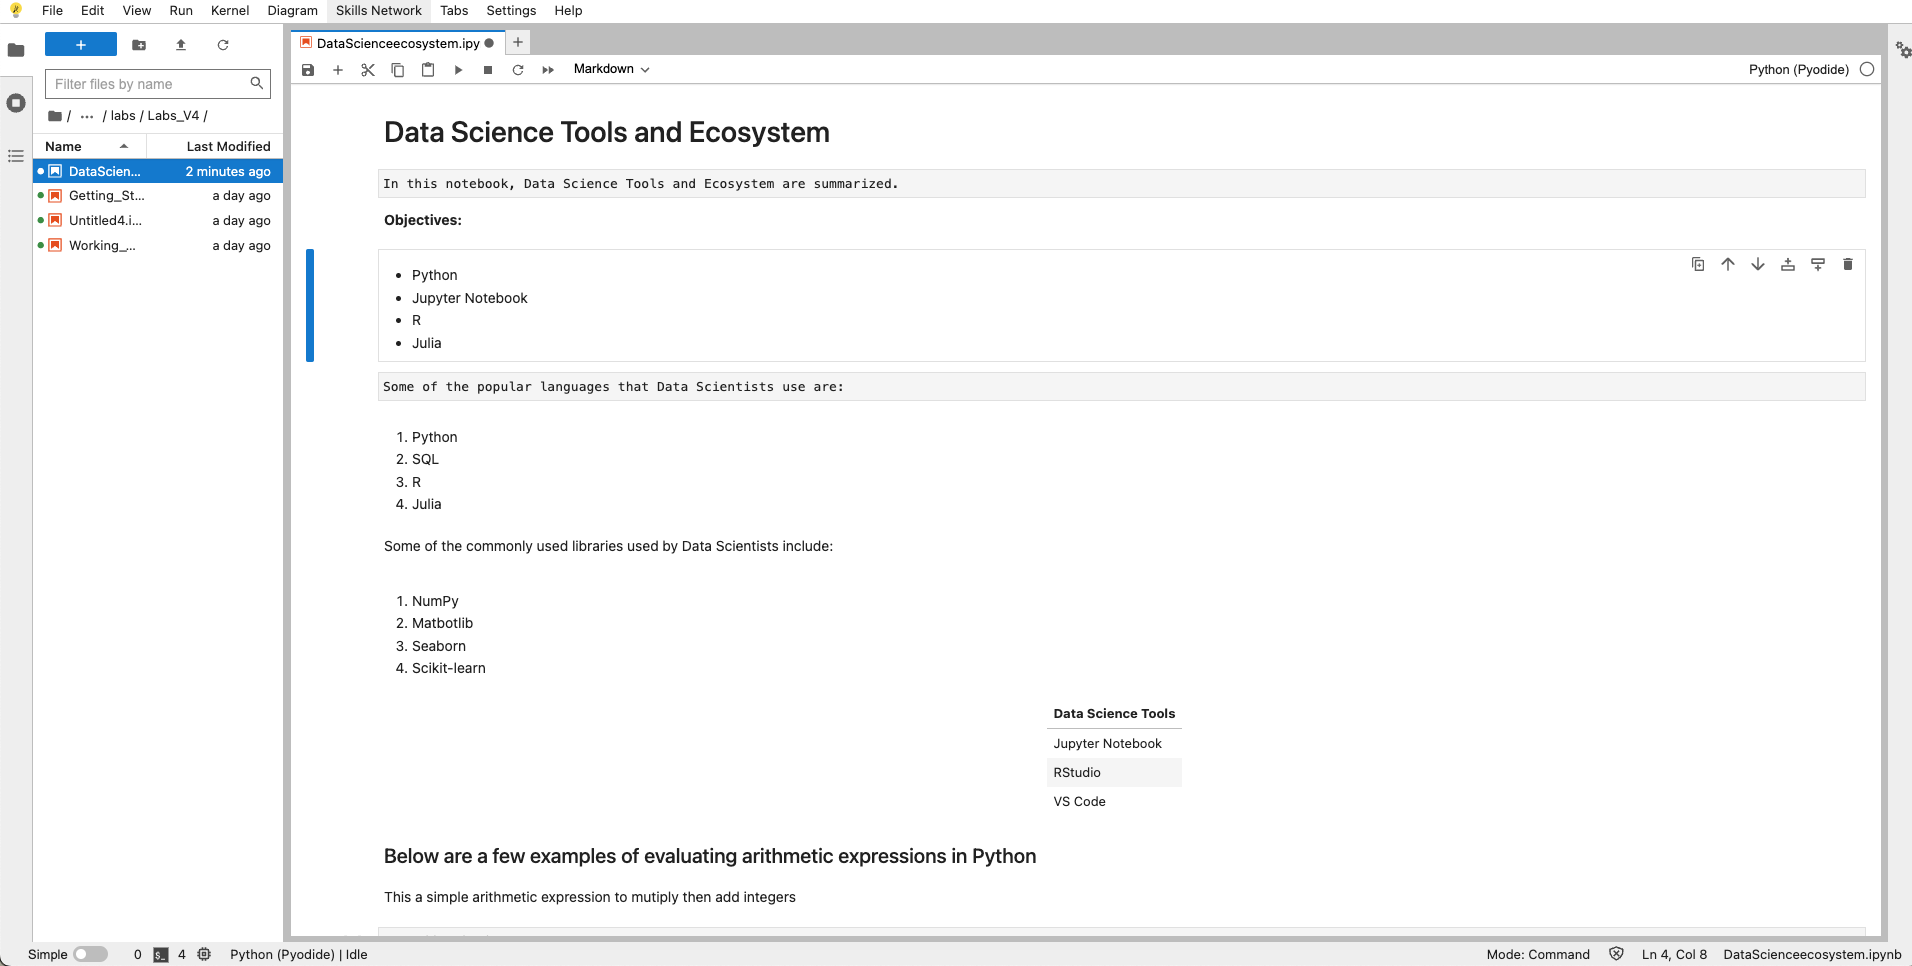 File Edit View Run Kernel Diagram Skills Network Tabs Settings Help
Filter files by name
/ ... / labs / Labs_V4 /
Name Last Modified
DataScien... 2 minutes ago
Getting_St... a day ago
Untitled4.i... a day ago
Working_... a day ago
DataScienceecosystem.ipy
Markdown
Python (Pyodide)
Data Science Tools and Ecosystem
In this notebook, Data Science Tools and Ecosystem are summarized.
Objectives:
• Python
• Jupyter Notebook
• R
• Julia
Some of the popular languages that Data Scientists use are:
1. Python
2. SQL
3. R
4. Julia
Some of the commonly used libraries used by Data Scientists include:
1. NumPy
2. Matbotlib
3. Seaborn
4. Scikit-learn
Data Science Tools
Jupyter Notebook
RStudio
VS Code
Below are a few examples of evaluating arithmetic expressions in Python
This a simple arithmetic expression to mutiply then add integers
Simple 0 $_ 4 Python (Pyodide) | Idle Mode: Command Ln 4, Col 8 DataScienceecosystem.ipynb